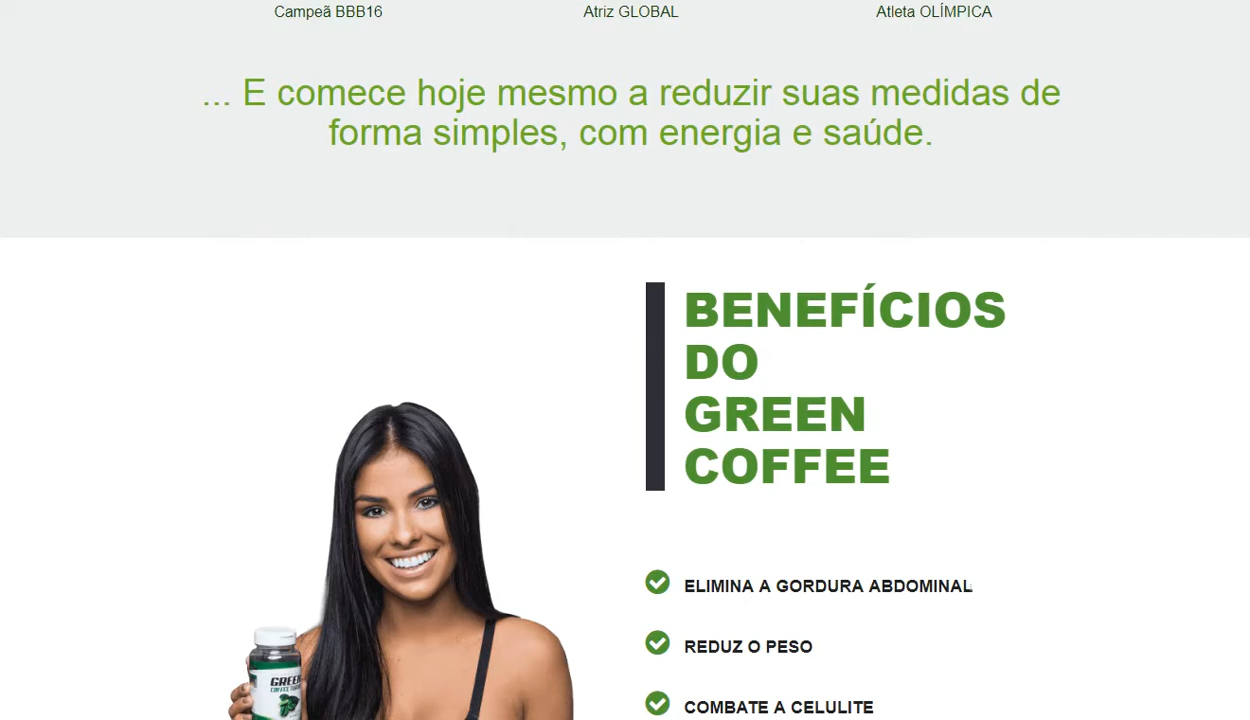 Campeã BBB16
Atriz GLOBAL
Atleta OLÍMPICA
... E comece hoje mesmo a reduzir suas medidas de
forma simples, com energia e saúde.
BENEFÍCIOS
DO
GREEN
COFFEE
ELIMINA A GORDURA ABDOMINAL
REDUZ O PESO
COMBATE A CELULITE
GREEN